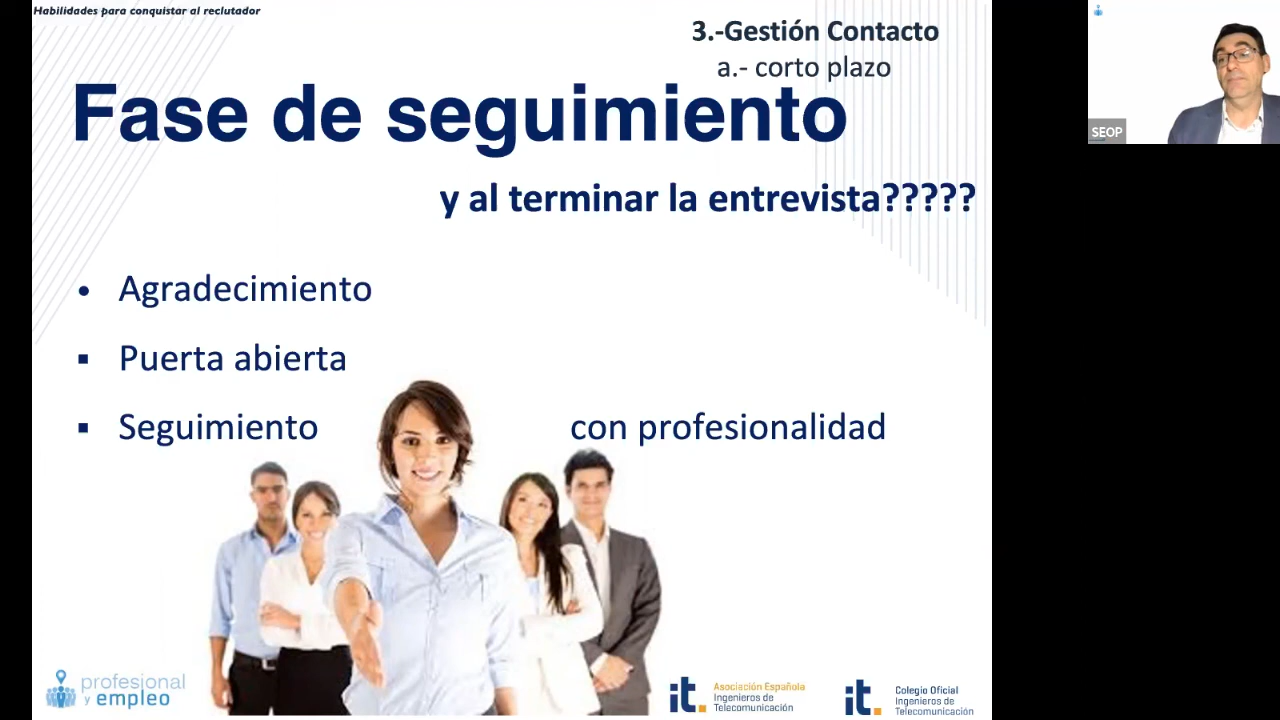 Habilidades para conquistar al reclutador
3.-Gestión Contacto
a.- corto plazo
Fase de seguimiento
y al terminar la entrevista?????
• Agradecimiento
▪ Puerta abierta
▪ Seguimiento con profesionalidad
SEOP
profesional
y empleo
it.
Asociación Española
Ingenieros de
Telecomunicación
it.
Colegio Oficial
Ingenieros de
Telecomunicación